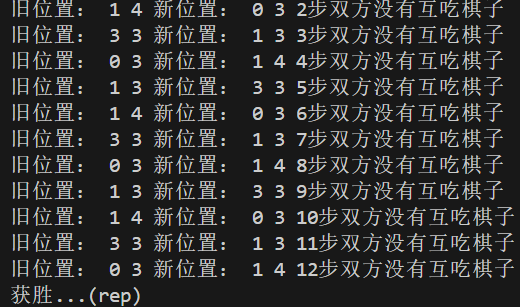 旧位置： 1 4 新位置： 0 3 2步双方没有互吃棋子
旧位置： 3 3 新位置： 1 3 3步双方没有互吃棋子
旧位置： 0 3 新位置： 1 4 4步双方没有互吃棋子
旧位置： 1 3 新位置： 3 3 5步双方没有互吃棋子
旧位置： 1 4 新位置： 0 3 6步双方没有互吃棋子
旧位置： 3 3 新位置： 1 3 7步双方没有互吃棋子
旧位置： 0 3 新位置： 1 4 8步双方没有互吃棋子
旧位置： 1 3 新位置： 3 3 9步双方没有互吃棋子
旧位置： 1 4 新位置： 0 3 10步双方没有互吃棋子
旧位置： 3 3 新位置： 1 3 11步双方没有互吃棋子
旧位置： 0 3 新位置： 1 4 12步双方没有互吃棋子
获胜...(rep)